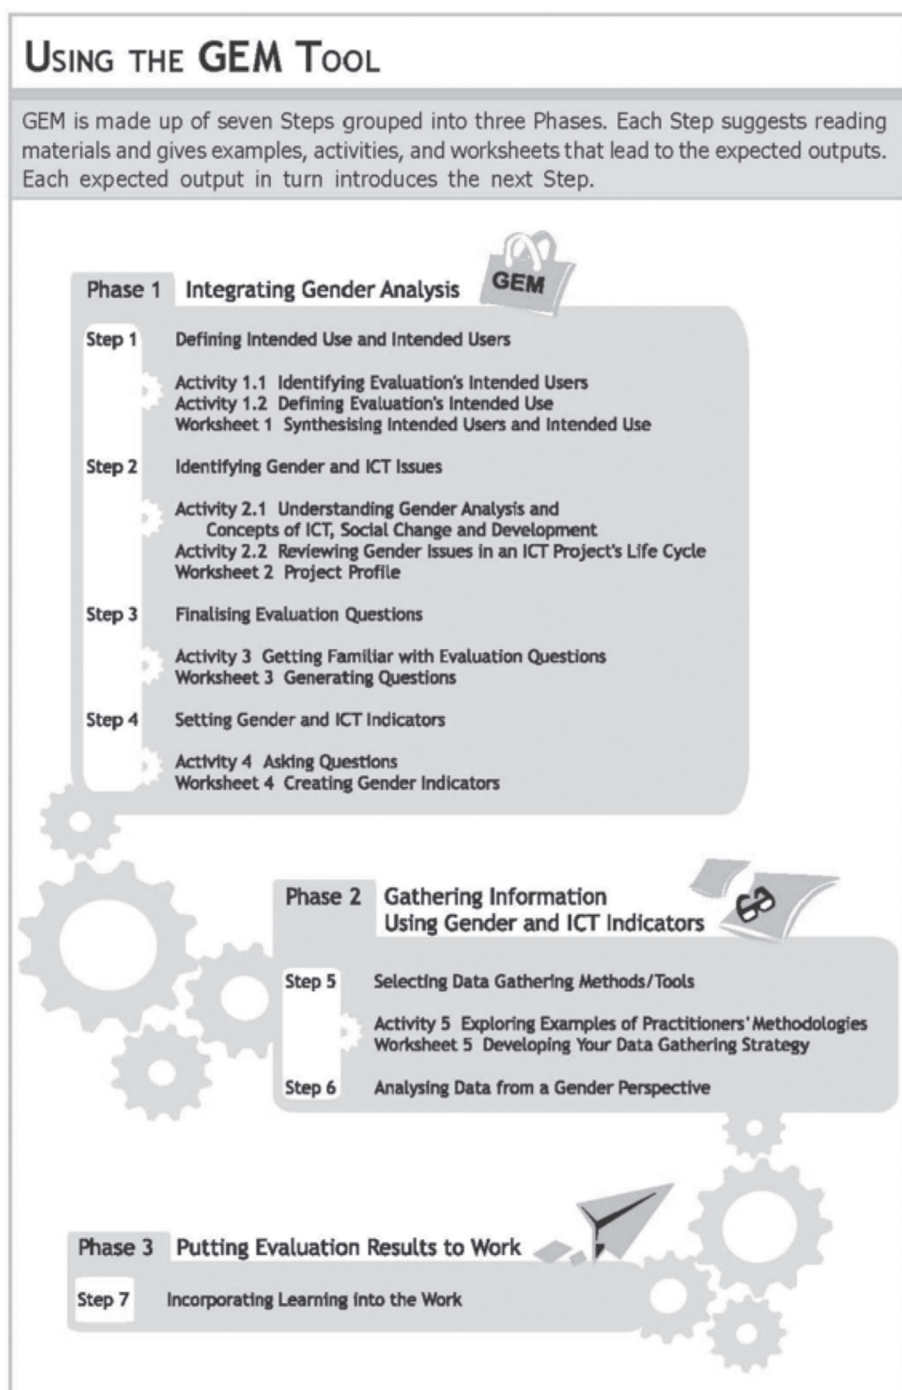 USING THE GEM TOOL
GEM is made up of seven Steps grouped into three Phases. Each Step suggests reading
materials and gives examples, activities, and worksheets that lead to the expected outputs.
Each expected output in turn introduces the next Step.
GEM
Phase 1 Integrating Gender Analysis
Step 1 Defining Intended Use and Intended Users
Activity 1.1 Identifying Evaluation's Intended Users
Activity 1.2 Defining Evaluation's Intended Use
Worksheet 1 Synthesising Intended Users and Intended Use
Step 2 Identifying Gender and ICT Issues
Activity 2.1 Understanding Gender Analysis and
Concepts of ICT, Social Change and Development
Activity 2.2 Reviewing Gender Issues in an ICT Project's Life Cycle
Worksheet 2 Project Profile
Step 3 Finalising Evaluation Questions
Activity 3 Getting Familiar with Evaluation Questions
Worksheet 3 Generating Questions
Step 4 Setting Gender and ICT Indicators
Activity 4 Asking Questions
Worksheet 4 Creating Gender Indicators
Phase 2 Gathering Information
Using Gender and ICT Indicators
Step 5 Selecting Data Gathering Methods/Tools
Activity 5 Exploring Examples of Practitioners' Methodologies
Worksheet 5 Developing Your Data Gathering Strategy
Step 6 Analysing Data from a Gender Perspective
Phase 3 Putting Evaluation Results to Work
Step 7 Incorporating Learning into the Work